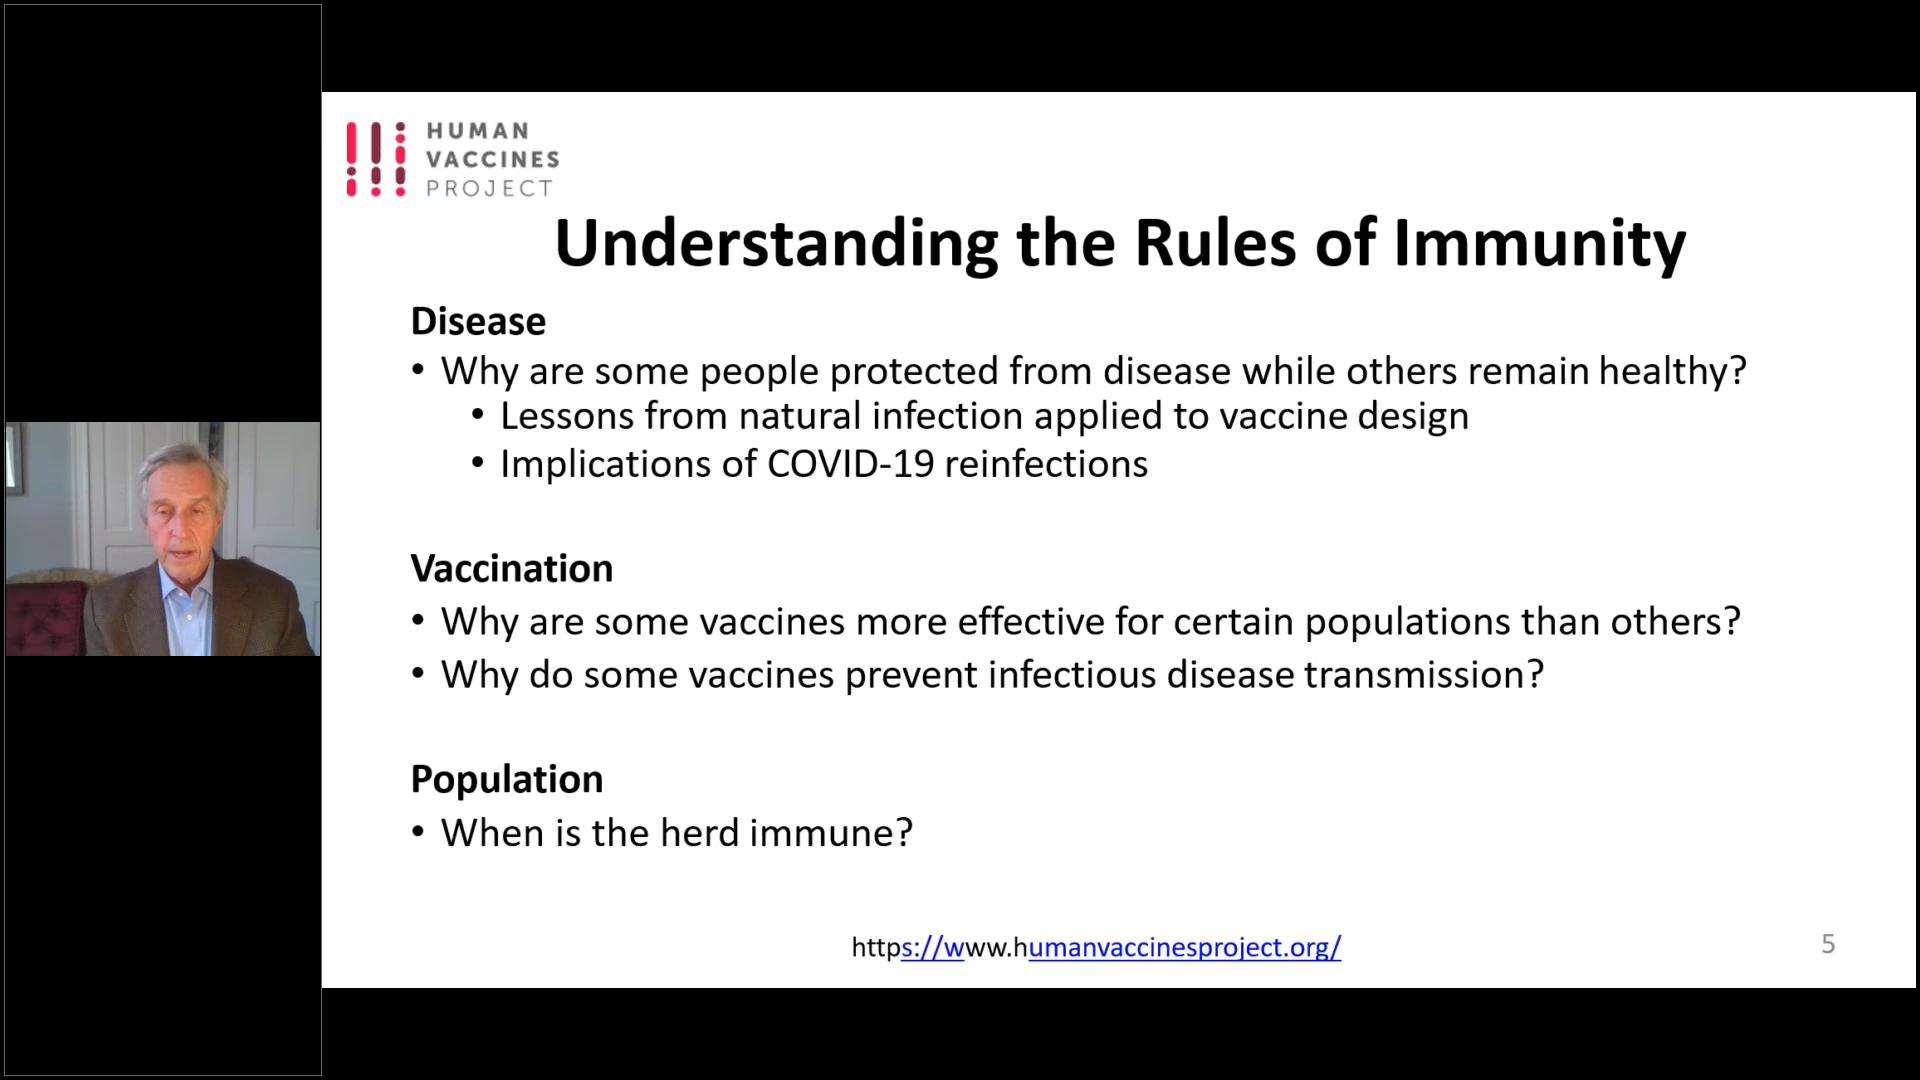 HUMAN
VACCINES
PROJECT
Understanding the Rules of Immunity
Disease
• Why are some people protected from disease while others remain healthy?
• Lessons from natural infection applied to vaccine design
• Implications of COVID-19 reinfections
Vaccination
• Why are some vaccines more effective for certain populations than others?
• Why do some vaccines prevent infectious disease transmission?
Population
• When is the herd immune?
https://www.humanvaccinesproject.org/
5